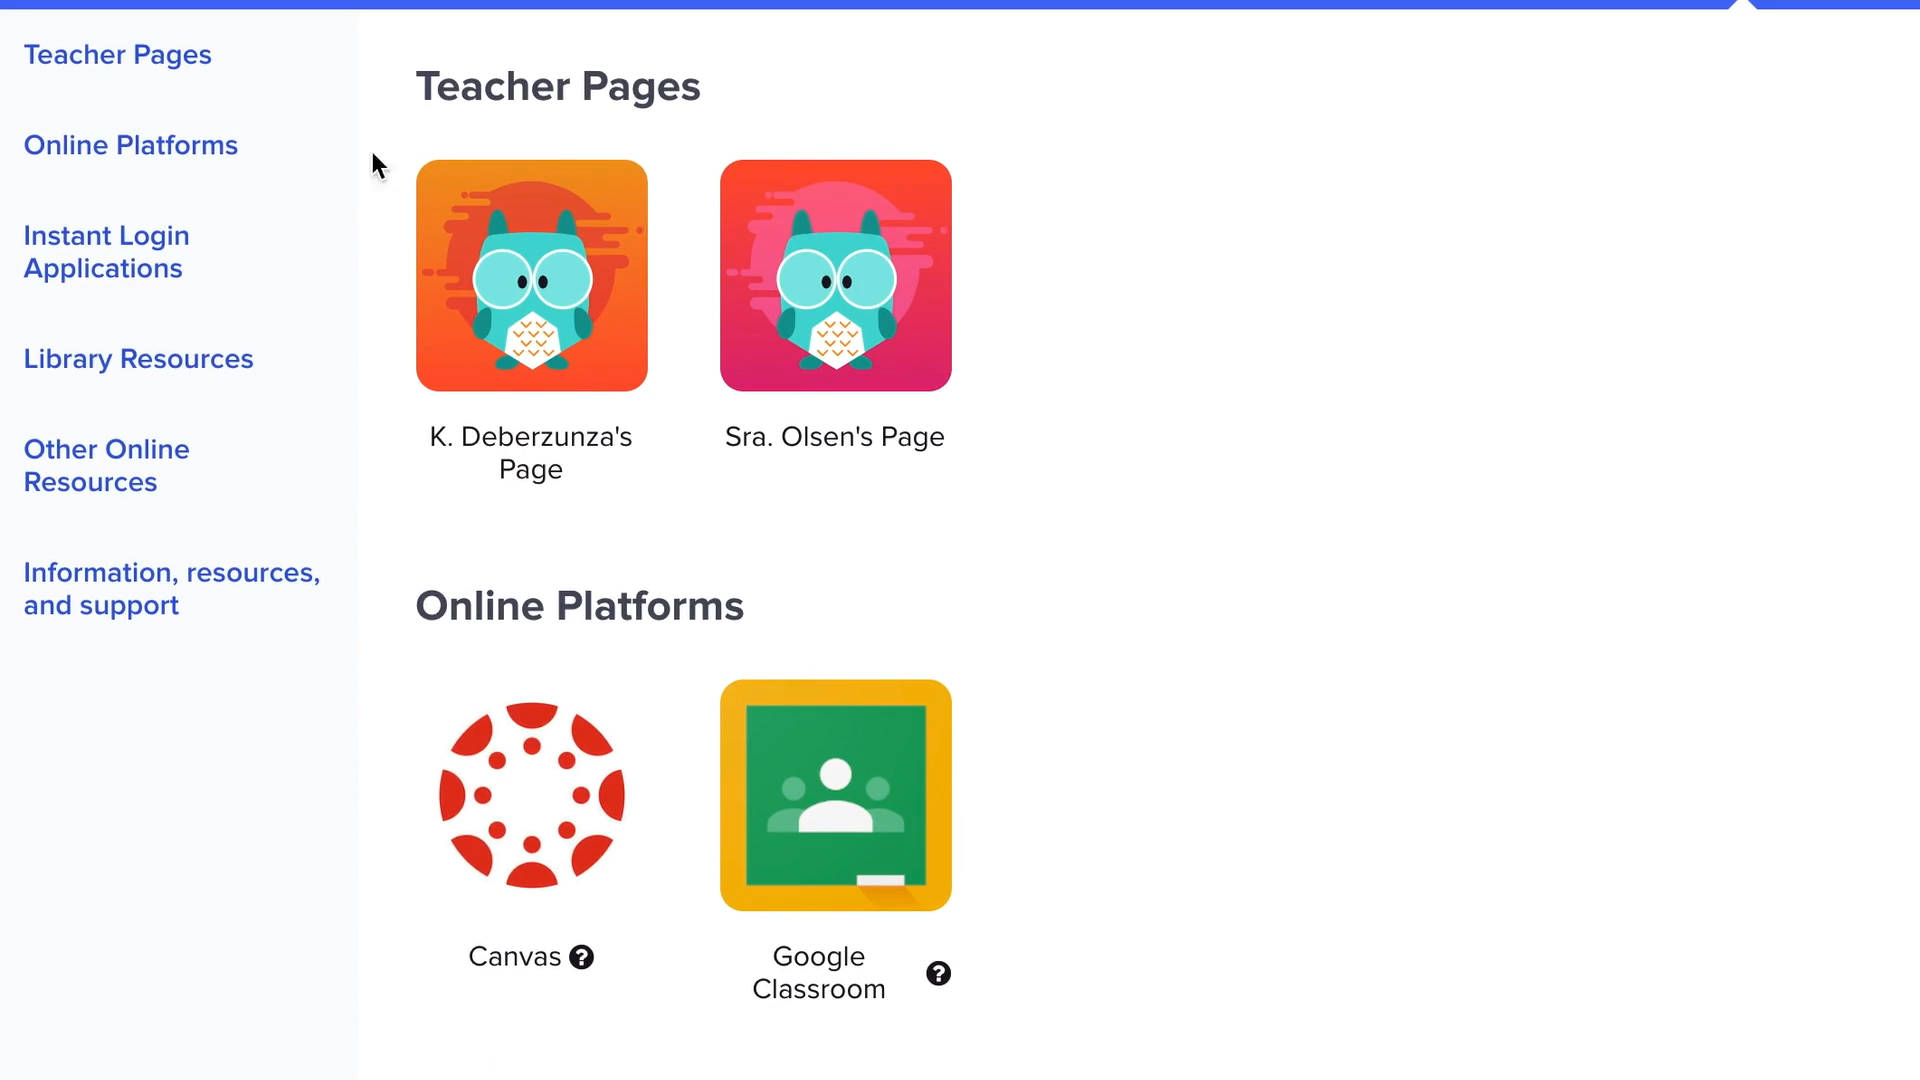 Teacher Pages
Online Platforms
Instant Login
Applications
Library Resources
Other Online
Resources
Information, resources,
and support
Teacher Pages
K. Deberzunza's
Page
Sra. Olsen's Page
Online Platforms
Canvas ?
Google
Classroom ?